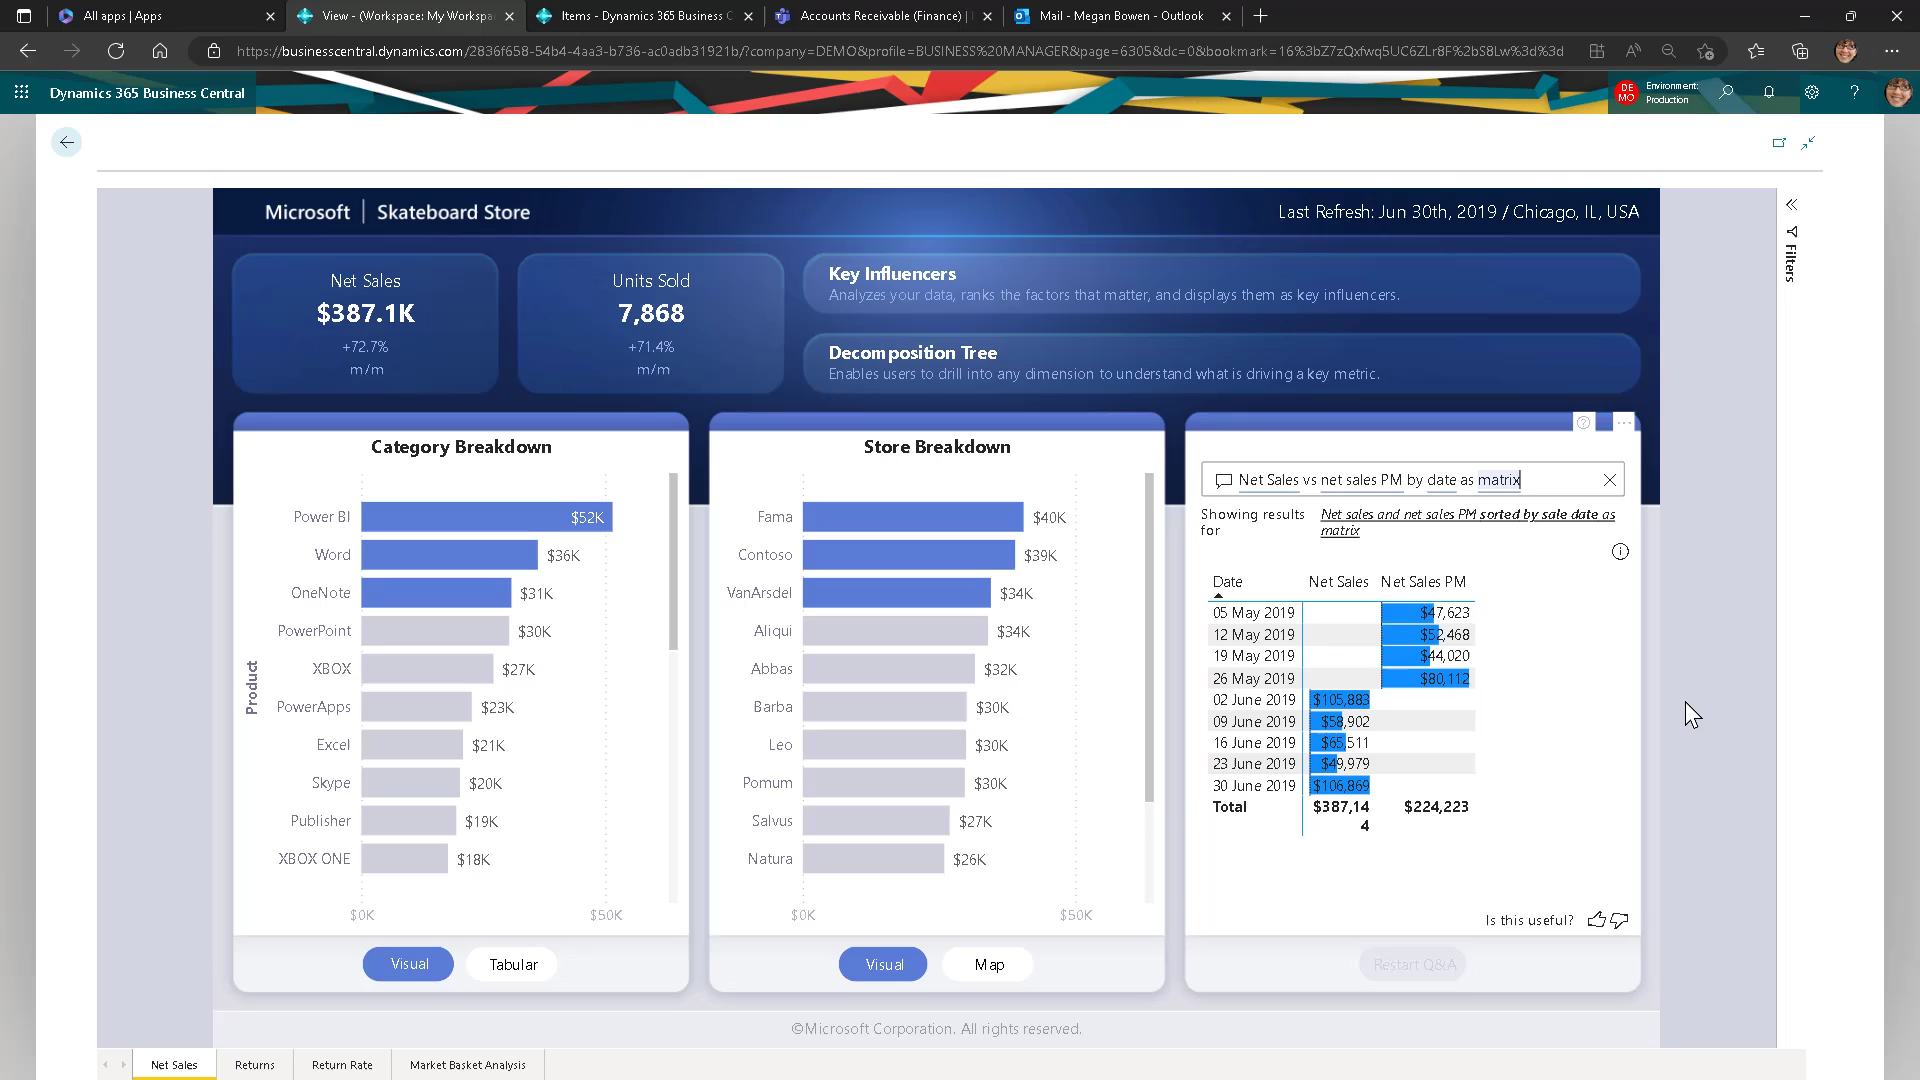 All apps | Apps
View - (Workspace: My Workspa
Items - Dynamics 365 Business C
Accounts Receivable (Finance) |
Mail - Megan Bowen - Outlook
https://businesscentral.dynamics.com/2836f658-54b4-4aa3-b736-ac0adb31921b/?company=DEMO&profile=BUSINESS%20MANAGER&page=6305&dc=0&bookmark=16%3bZ7zQxfwq5UC6ZLr8F%2bS8Lw%3d%3d
Dynamics 365 Business Central
DE
MO
Environment:
Production
Microsoft | Skateboard Store
Last Refresh: Jun 30th, 2019 / Chicago, IL, USA
Net Sales
$387.1K
+72.7%
m/m
Units Sold
7,868
+71.4%
m/m
Key Influencers
Analyzes your data, ranks the factors that matter, and displays them as key influencers.
Decomposition Tree
Enables users to drill into any dimension to understand what is driving a key metric.
Filters
Category Breakdown
Product
Power BI $52K
Word $36K
OneNote $31K
PowerPoint $30K
XBOX $27K
PowerApps $23K
Excel $21K
Skype $20K
Publisher $19K
XBOX ONE $18K
$0K $50K
Visual Tabular
Store Breakdown
Fama $40K
Contoso $39K
VanArsdel $34K
Aliqui $34K
Abbas $32K
Barba $30K
Leo $30K
Pomum $30K
Salvus $27K
Natura $26K
$0K $50K
Visual Map
Net Sales vs net sales PM by date as matrix
Showing results
for
Net sales and net sales PM sorted by sale date as
matrix
Date Net Sales Net Sales PM
05 May 2019 $47,623
12 May 2019 $52,468
19 May 2019 $44,020
26 May 2019 $80,112
02 June 2019 $105,883
09 June 2019 $58,902
16 June 2019 $65,511
23 June 2019 $49,979
30 June 2019 $106,869
Total $387,14 $224,223
4
Is this useful?
Restart Q&A
©Microsoft Corporation. All rights reserved.
Net Sales Returns Return Rate Market Basket Analysis